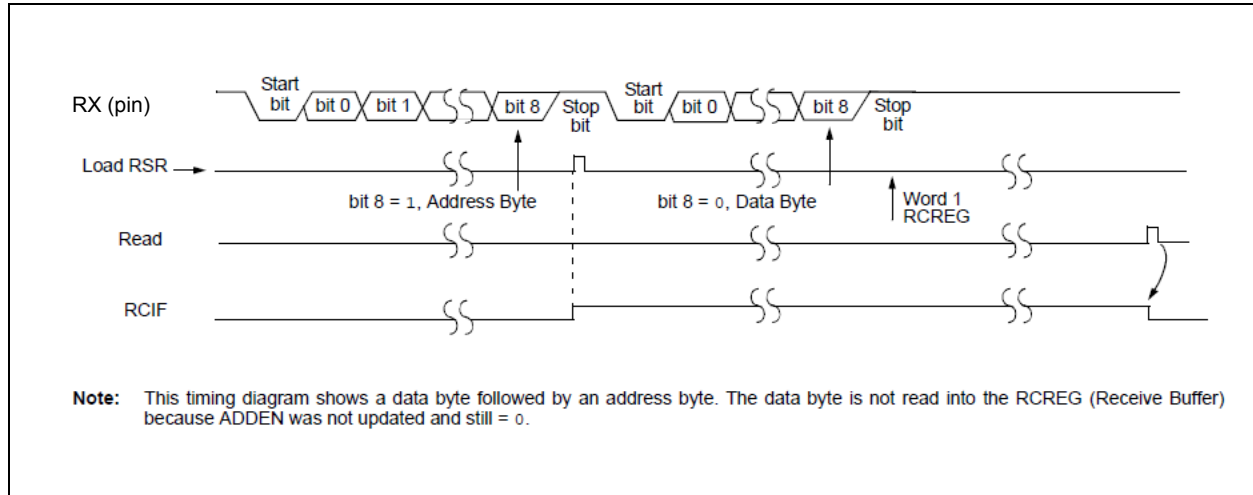 Start bit
bit 0
bit 1
bit 8
Stop bit
Start bit
bit 0
bit 8
Stop bit
RX (pin)
Load RSR
bit 8 = 1, Address Byte
bit 8 = 0, Data Byte
Word 1
RCREG
Read
RCIF
Note: This timing diagram shows a data byte followed by an address byte. The data byte is not read into the RCREG (Receive Buffer)
because ADDEN was not updated and still = 0.